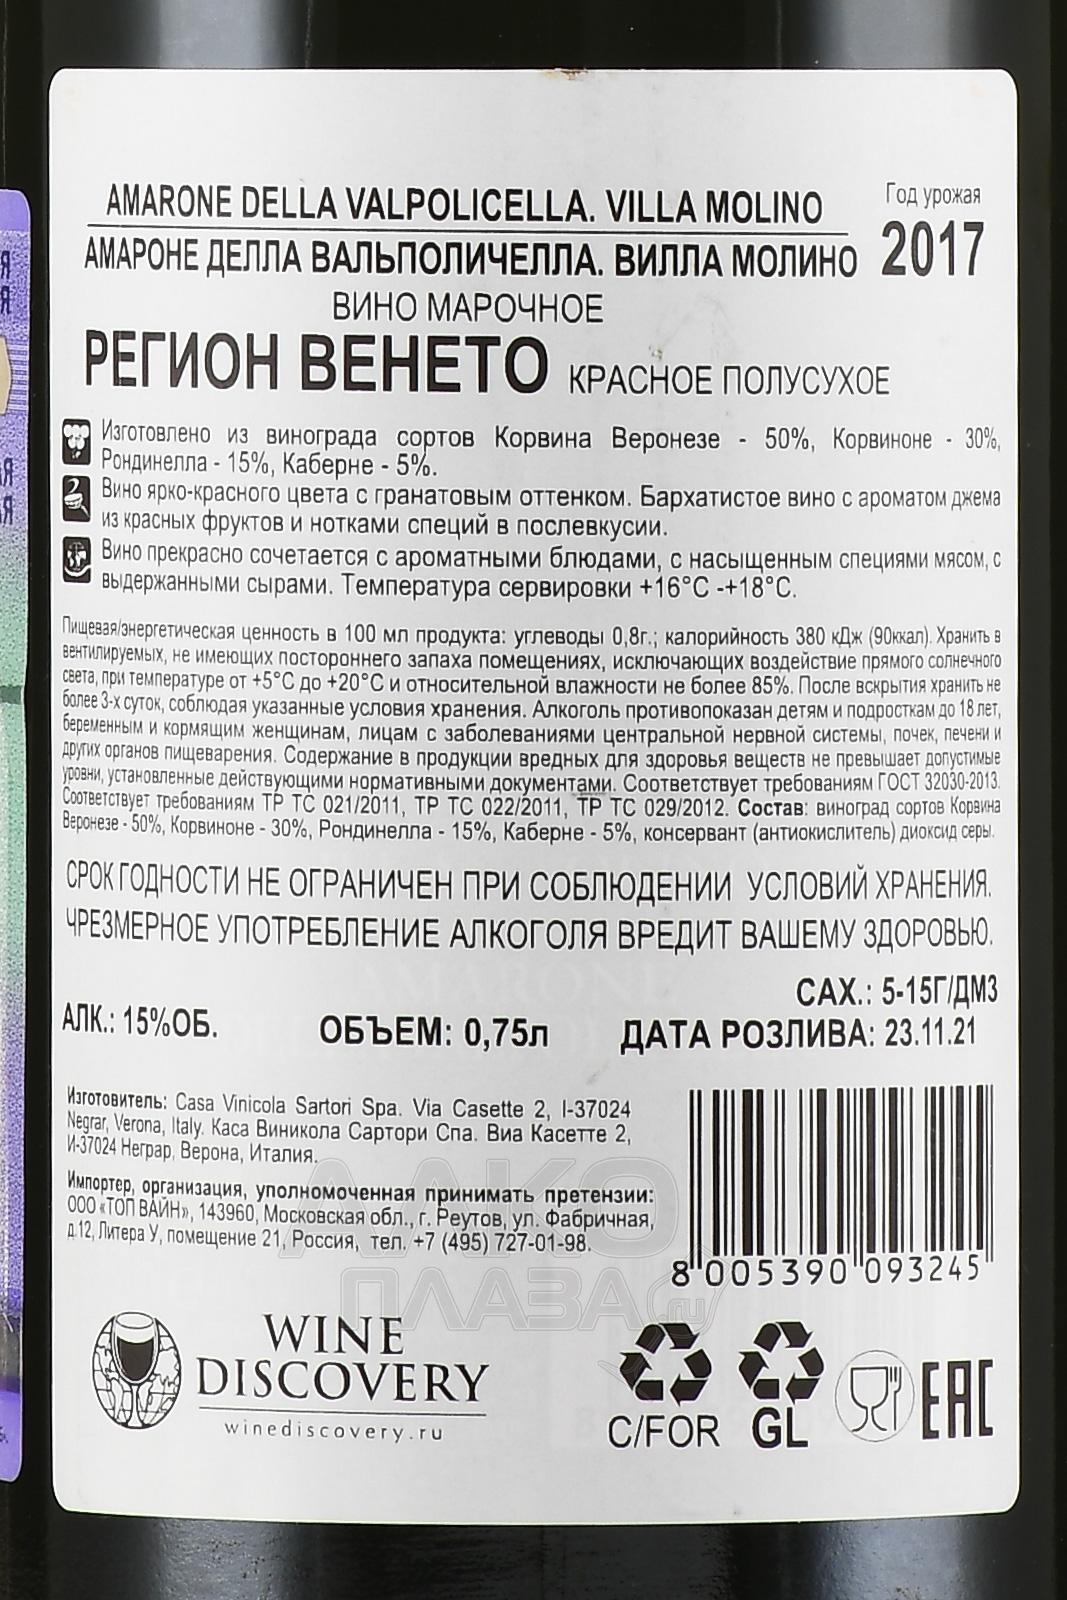 AMARONE DELLA VALPOLICELLA. VILLA MOLINO
Год урожая
АМАРОНЕ ДЕЛЛА ВАЛЬПОЛИЧЕЛЛА. ВИЛЛА МОЛИНО
2017
ВИНО МАРОЧНОЕ
РЕГИОН ВЕНЕТО КРАСНОЕ ПОЛУСУХОЕ
Изготовлено из винограда сортов Корвина Веронезе - 50%, Корвиноне - 30%,
Рондинелла - 15%, Каберне - 5%.
Вино ярко-красного цвета с гранатовым оттенком. Бархатистое вино с ароматом джема
из красных фруктов и нотками специй в послевкусии.
Вино прекрасно сочетается с ароматными блюдами, с насыщенным специями мясом, с
выдержанными сырами. Температура сервировки +16°C -+18°C.
Пищевая/энергетическая ценность в 100 мл продукта: углеводы 0,8г.; калорийность 380 кДж (90ккал). Хранить в
вентилируемых, не имеющих постороннего запаха помещениях, исключающих воздействие прямого солнечного
света, при температуре от +5°C до +20°C и относительной влажности не более 85%. После вскрытия хранить не
более 3-х суток, соблюдая указанные условия хранения. Алкоголь противопоказан детям и подросткам до 18 лет,
беременным и кормящим женщинам, лицам с заболеваниями центральной нервной системы, почек, печени и
других органов пищеварения. Содержание в продукции вредных для здоровья веществ не превышает допустимые
уровни, установленные действующими нормативными документами. Соответствует требованиям ГОСТ 32030-2013.
Соответствует требованиям ТР ТС 021/2011, ТР ТС 022/2011, ТР ТС 029/2012. Состав: виноград сортов Корвина
Веронезе - 50%, Корвиноне - 30%, Рондинелла - 15%, Каберне - 5%, консервант (антиокислитель) диоксид серы.
СРОК ГОДНОСТИ НЕ ОГРАНИЧЕН ПРИ СОБЛЮДЕНИИ УСЛОВИЙ ХРАНЕНИЯ.
ЧРЕЗМЕРНОЕ УПОТРЕБЛЕНИЕ АЛКОГОЛЯ ВРЕДИТ ВАШЕМУ ЗДОРОВЬЮ.
САХ.: 5-15Г/ДМ3
АЛК.: 15%ОБ. ОБЪЕМ: 0,75л ДАТА РОЗЛИВА: 23.11.21
Изготовитель: Casa Vinicola Sartori Spa. Via Casette 2, I-37024
Negrar, Verona, Italy. Каса Виникола Сартори Спа. Виа Касетте 2,
И-37024 Неграр, Верона, Италия.
Импортер, организация, уполномоченная принимать претензии:
ООО «ТОП ВАЙН», 143960, Московская обл., г. Реутов, ул. Фабричная,
д.12, Литера У, помещение 21, Россия, тел. +7 (495) 727-01-98.
8 005390 093245
АЛКО
ПЛАЗА.ru
WINE
DISCOVERY
winediscovery.ru
C/FOR
GL
EAC